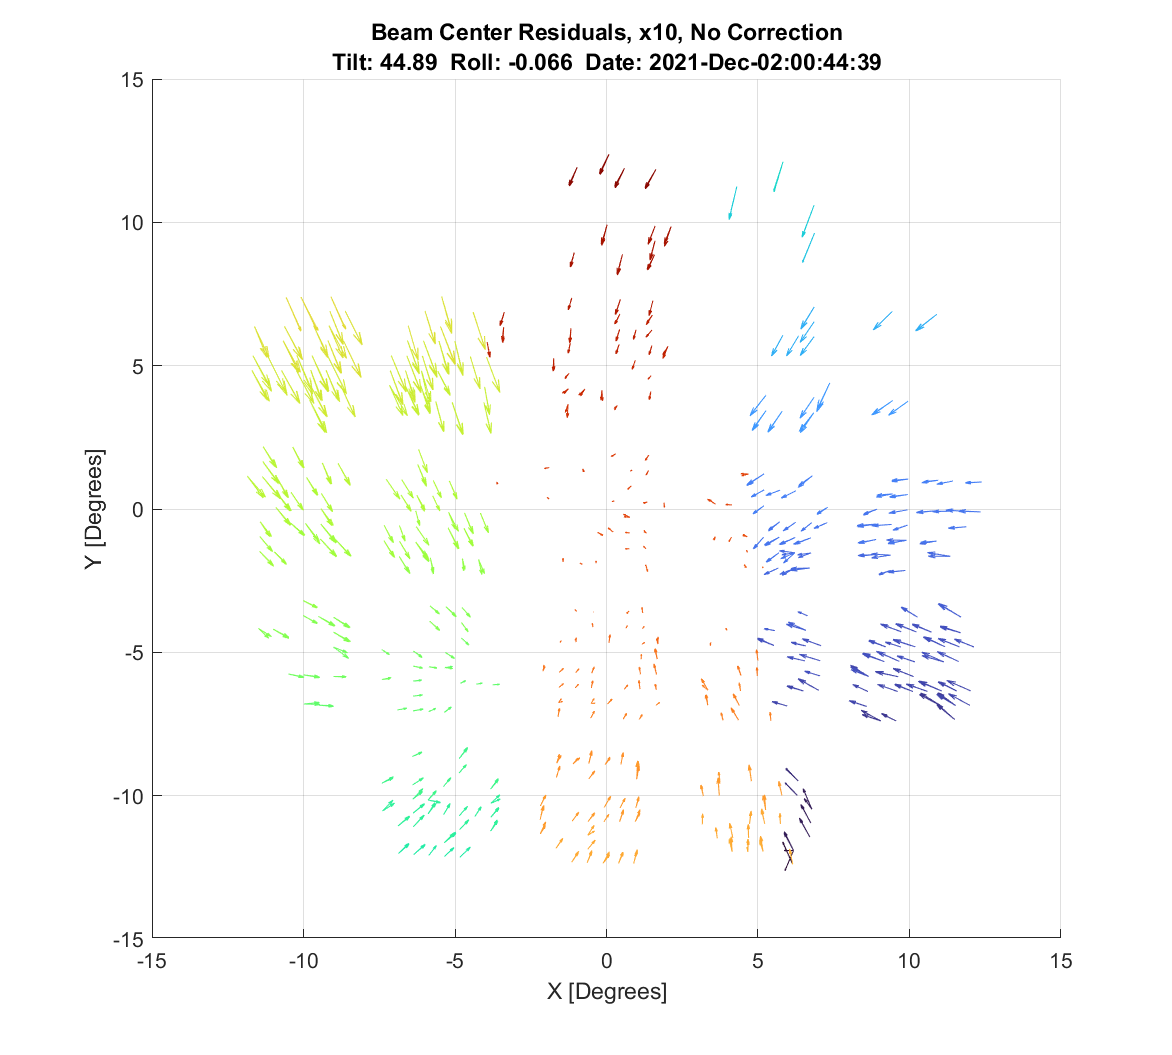 Beam Center Residuals, x10, No Correction
Tilt: 44.89  Roll: -0.066  Date: 2021-Dec-02:00:44:39
15
10
5
0
-5
-10
-15
Y [Degrees]
-15 -10 -5 0 5 10 15
X [Degrees]